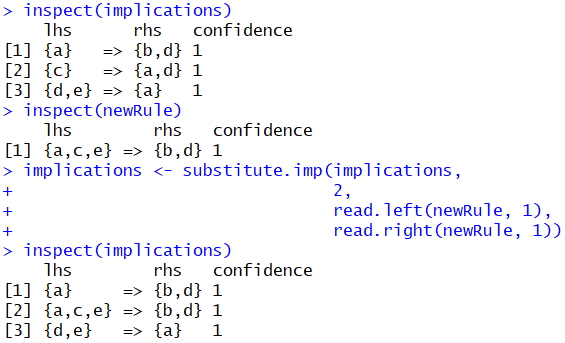 > inspect(implications)
    lhs      rhs   confidence
[1] {a}   => {b,d} 1
[2] {c}   => {a,d} 1
[3] {d,e} => {a}   1
> inspect(newRule)
    lhs        rhs   confidence
[1] {a,c,e} => {b,d} 1
> implications <- substitute.imp(implications,
+                                2,
+                                read.left(newRule, 1),
+                                read.right(newRule, 1))
> inspect(implications)
    lhs        rhs   confidence
[1] {a}     => {b,d} 1
[2] {a,c,e} => {b,d} 1
[3] {d,e}   => {a}   1